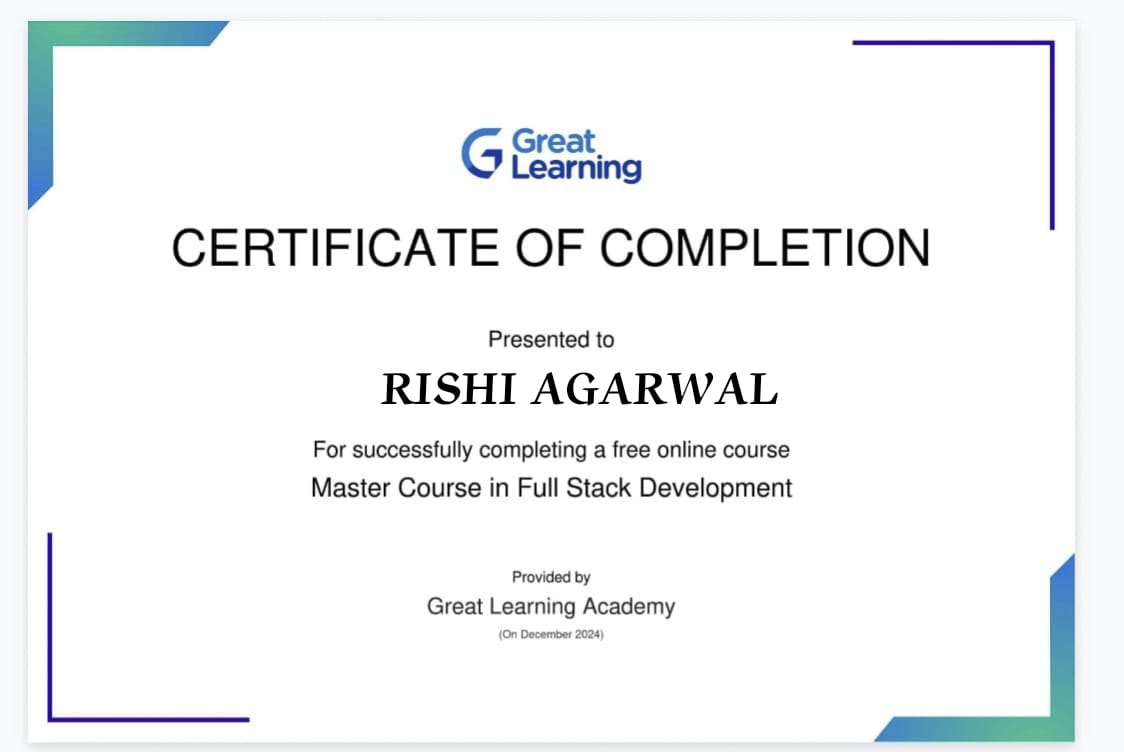 Great
Learning
CERTIFICATE OF COMPLETION
Presented to
RISHI AGARWAL
For successfully completing a free online course
Master Course in Full Stack Development
Provided by
Great Learning Academy
(On December 2024)